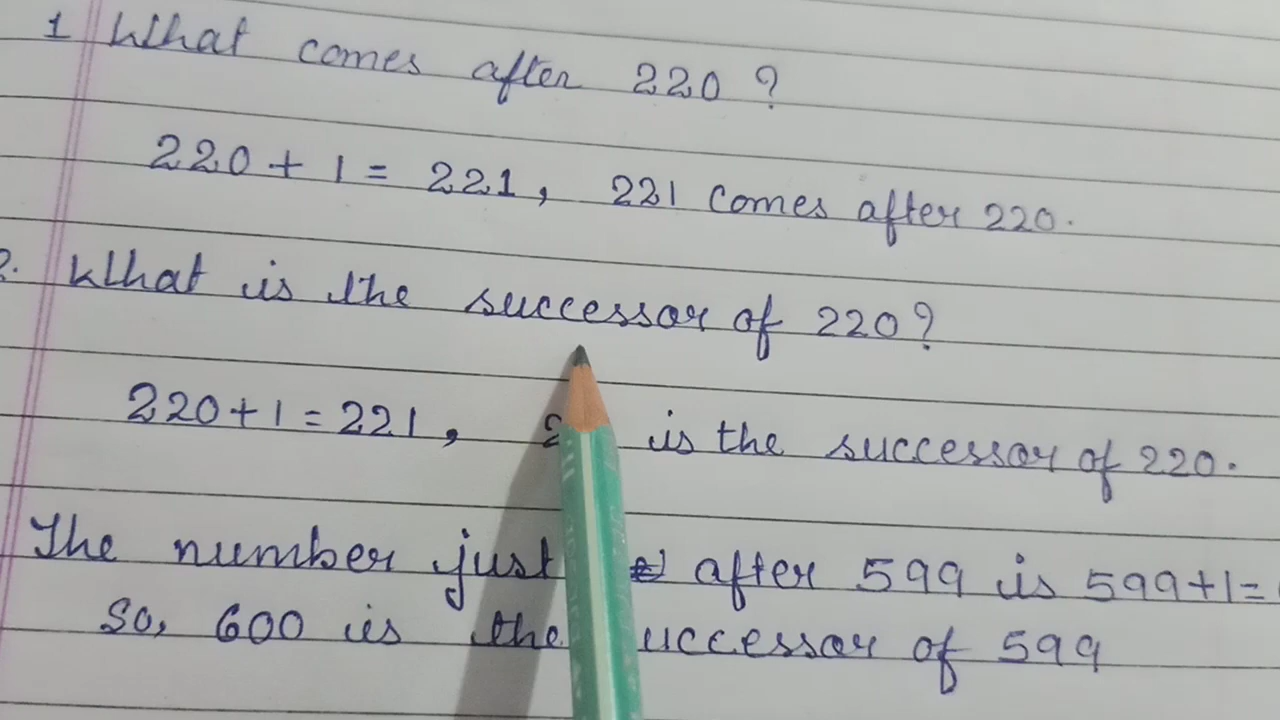 1 What comes after 220 ?
220 + 1 = 221, 221 comes after 220.
2. What is the successor of 220?
220+1=221, is the successor of 220.
The number just after 599 is 599+1=
So, 600 is the uccessor of 599